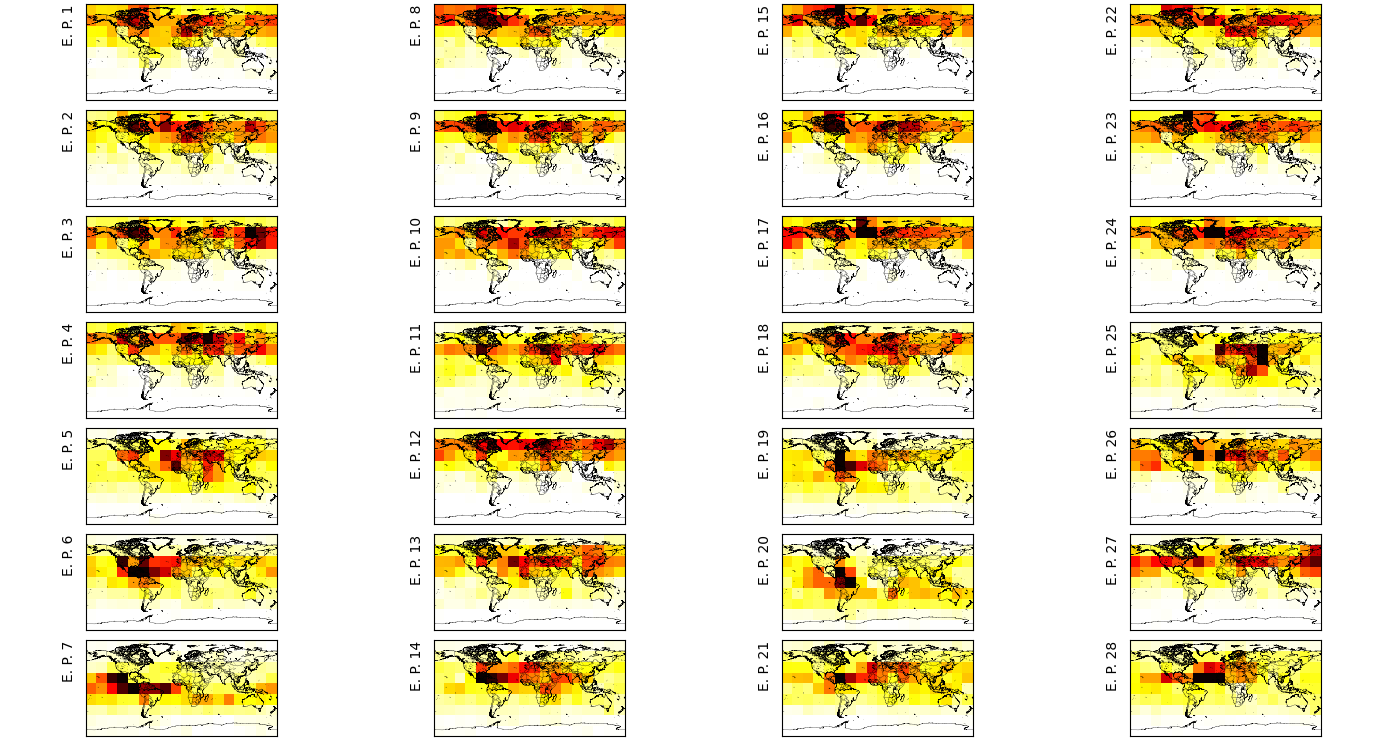 E. P. 1
E. P. 8
E. P. 15
E. P. 22
E. P. 2
E. P. 9
E. P. 16
E. P. 23
E. P. 3
E. P. 10
E. P. 17
E. P. 24
E. P. 4
E. P. 11
E. P. 18
E. P. 25
E. P. 5
E. P. 12
E. P. 19
E. P. 26
E. P. 6
E. P. 13
E. P. 20
E. P. 27
E. P. 7
E. P. 14
E. P. 21
E. P. 28